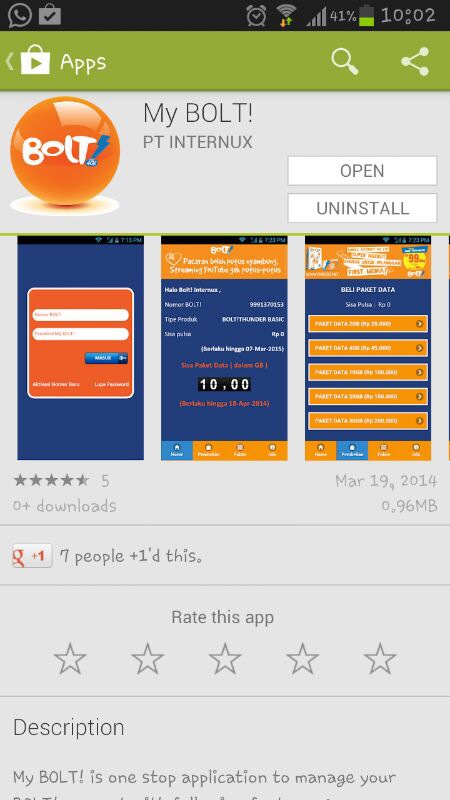 41% 10:02
Apps
BOLT!
My BOLT!
PT INTERNUX
OPEN
UNINSTALL
7:13 PM
Nomor BOLT!
Password My BOLT!
MASUK
Aktivasi Nomor Baru Lupa Password
7:23 PM
BOLT!
Pacaran boleh putus nyambung,
Streaming YouTube gak putus-putus
Halo Bolt! Internux ,
Nomor BOLT! 9991370153
Tipe Produk BOLT!THUNDER BASIC
Sisa pulsa Rp 0
(Berlaku hingga 07-Mar-2015)
Sisa Paket Data ( dalam GB )
10,00
(Berlaku hingga 18-Apr-2014)
Home Pembelian Folder Info
7:23 PM
FIRST MEDIA!
BOLT!
BELI PAKET DATA
Sisa Pulsa : Rp 0
PAKET DATA 2GB (Rp 25.000)
PAKET DATA 4GB (Rp 45.000)
PAKET DATA 10GB (Rp 100.000)
PAKET DATA 20GB (Rp 150.000)
PAKET DATA 30GB (Rp 200.000)
Home Pembelian Folder Info
5 Mar 19, 2014
0+ downloads 0.96MB
g +1 7 people +1'd this.
Rate this app
Description
My BOLT! is one stop application to manage your